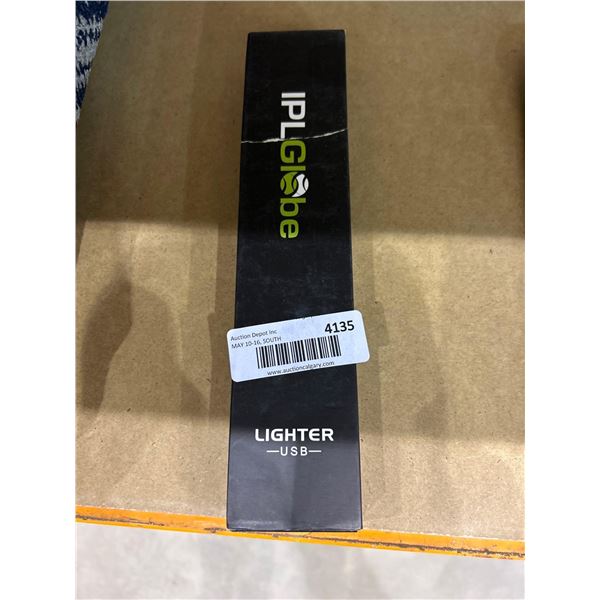 IPLGlobe
Auction Depot Inc
MAY 10-16, SOUTH
4135
www.auctioncalgary.com
LIGHTER
—USB—